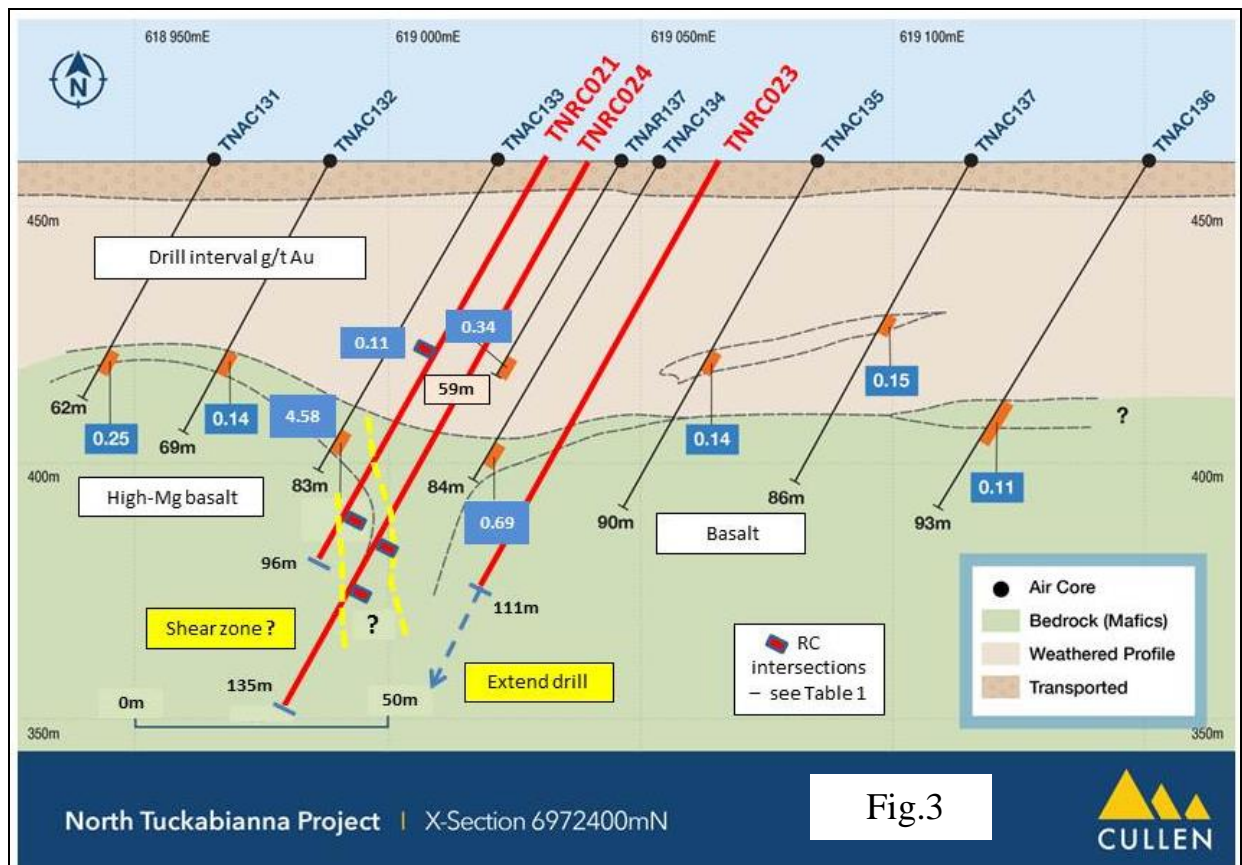 618 950mE
619 000mE
619 050mE
619 100mE
N
TNAC131
TNAC132
TNAC133
TNRC021
TNRC024
TNAR137
TNAC134
TNRC023
TNAC135
TNAC137
TNAC136
450m
450m
Drill interval g/t Au
0.11
0.34
59m
0.15
62m
0.25
0.14
69m
4.58
83m
84m
0.14
86m
?
400m
400m
High-Mg basalt
0.69
90m
Basalt
93m
0.11
96m
111m
Shear zone ?
?
135m
Extend drill
0m
50m
RC
intersections
– see Table 1
Air Core
Bedrock (Mafics)
Weathered Profile
Transported
350m
350m
North Tuckabianna Project | X-Section 6972400mN
Fig.3
CULLEN